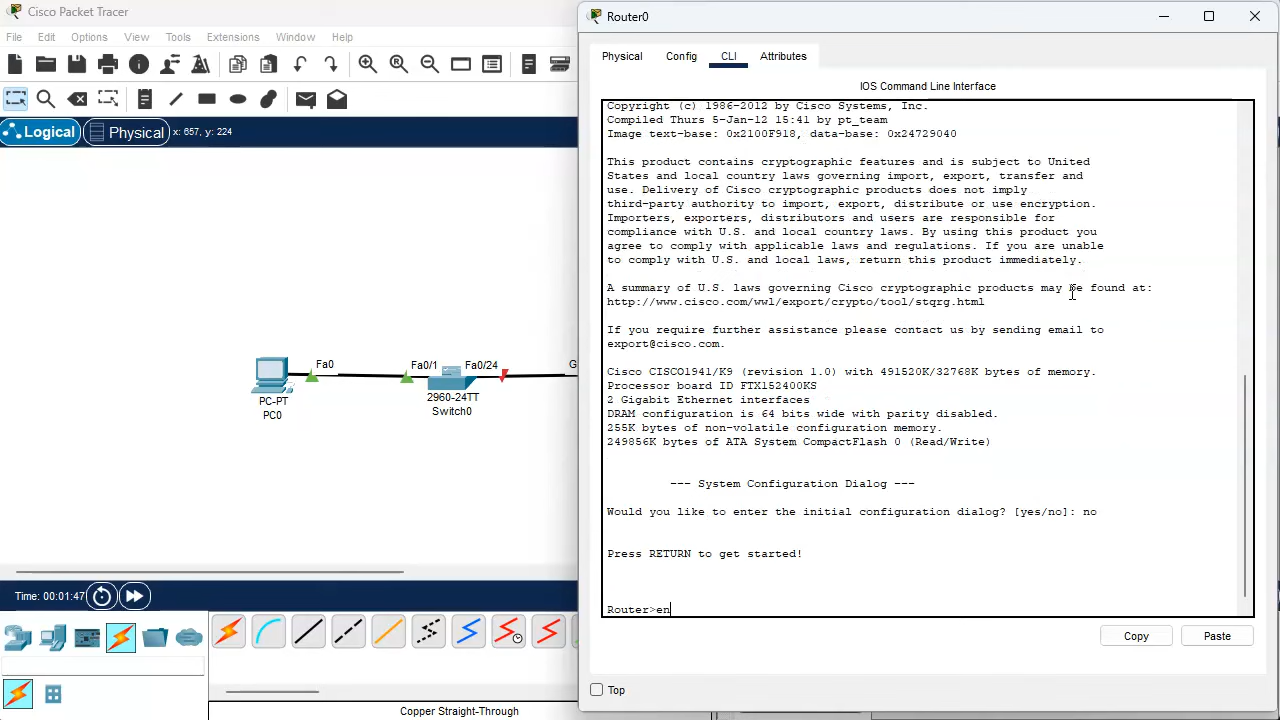 Cisco Packet Tracer
File Edit Options View Tools Extensions Window Help
Logical
Physical
x: 657, y: 224
Fa0
Fa0/1
Fa0/24
G
PC-PT
PC0
2960-24TT
Switch0
Time: 00:01:47
Copper Straight-Through
Router0
Physical Config CLI Attributes
IOS Command Line Interface
Copyright (c) 1986-2012 by Cisco Systems, Inc.
Compiled Thurs 5-Jan-12 15:41 by pt_team
Image text-base: 0x2100F918, data-base: 0x24729040
This product contains cryptographic features and is subject to United
States and local country laws governing import, export, transfer and
use. Delivery of Cisco cryptographic products does not imply
third-party authority to import, export, distribute or use encryption.
Importers, exporters, distributors and users are responsible for
compliance with U.S. and local country laws. By using this product you
agree to comply with applicable laws and regulations. If you are unable
to comply with U.S. and local laws, return this product immediately.
A summary of U.S. laws governing Cisco cryptographic products may be found at:
http://www.cisco.com/wwl/export/crypto/tool/stqrg.html
If you require further assistance please contact us by sending email to
export@cisco.com.
Cisco CISCO1941/K9 (revision 1.0) with 491520K/32768K bytes of memory.
Processor board ID FTX152400KS
2 Gigabit Ethernet interfaces
DRAM configuration is 64 bits wide with parity disabled.
255K bytes of non-volatile configuration memory.
249856K bytes of ATA System CompactFlash 0 (Read/Write)
--- System Configuration Dialog ---
Would you like to enter the initial configuration dialog? [yes/no]: no
Press RETURN to get started!
Router>en
Copy
Paste
Top